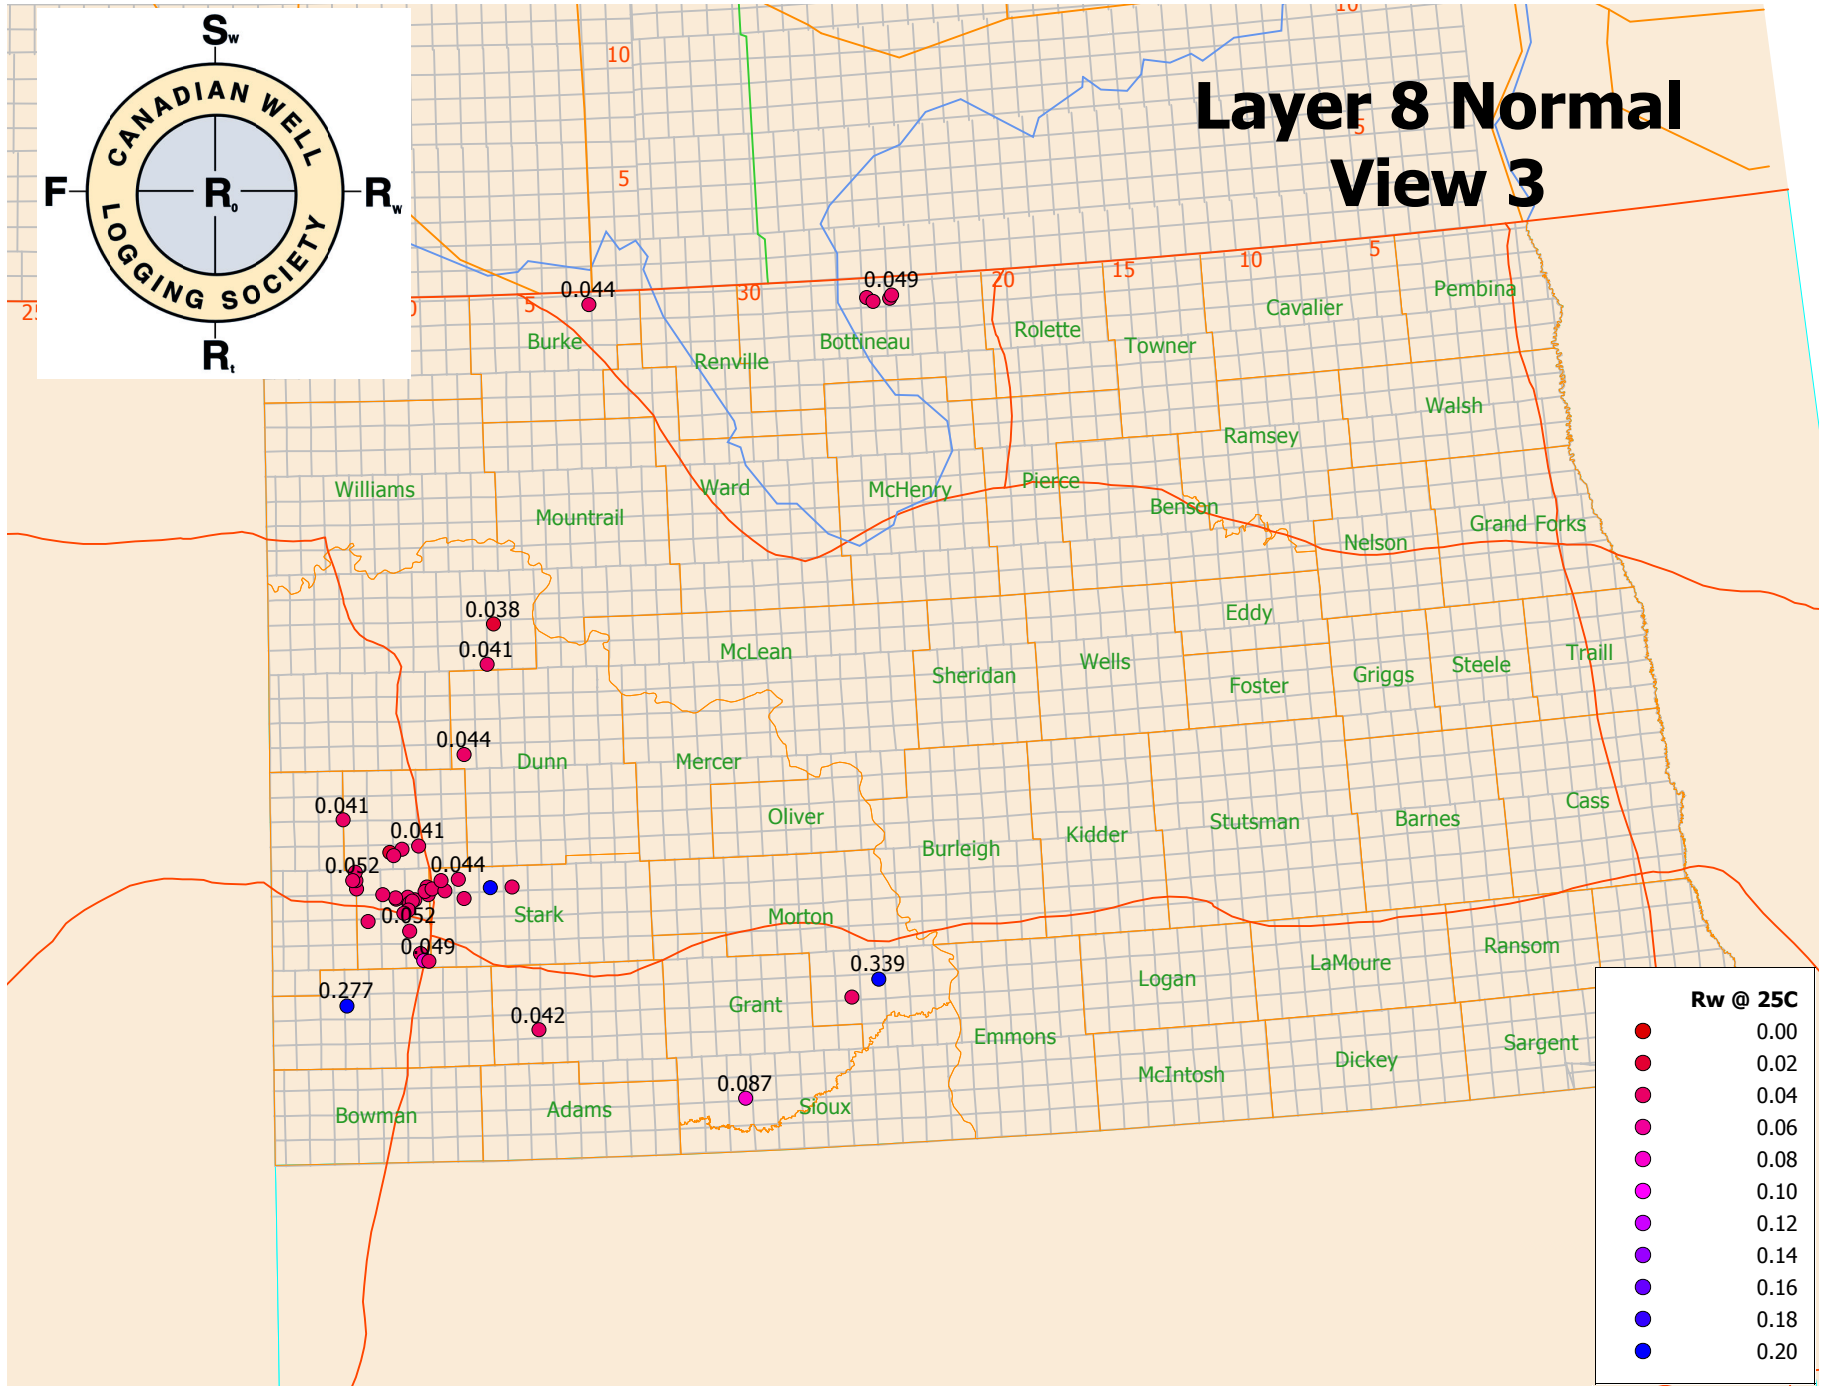 Layer 8 Normal
View 3
Sw
CANADIAN WELL
LOGGING SOCIETY
F
R0
Rw
Rt
10
10
5
5
5
10
15
20
30
5
0
25
0.044
0.049
Burke
Renville
Bottineau
Rolette
Towner
Cavalier
Pembina
Walsh
Ramsey
Williams
Mountrail
Ward
McHenry
Pierce
Benson
Nelson
Grand Forks
0.038
0.041
McLean
Sheridan
Wells
Eddy
Foster
Griggs
Steele
Traill
0.044
Dunn
Mercer
Oliver
0.041
0.041
0.052
0.044
Burleigh
Kidder
Stutsman
Barnes
Cass
Stark
Morton
0.052
0.049
0.339
0.277
0.042
Grant
Emmons
Logan
LaMoure
Ransom
Sargent
McIntosh
Dickey
0.087
Sioux
Bowman
Adams
Rw @ 25C
0.00
0.02
0.04
0.06
0.08
0.10
0.12
0.14
0.16
0.18
0.20